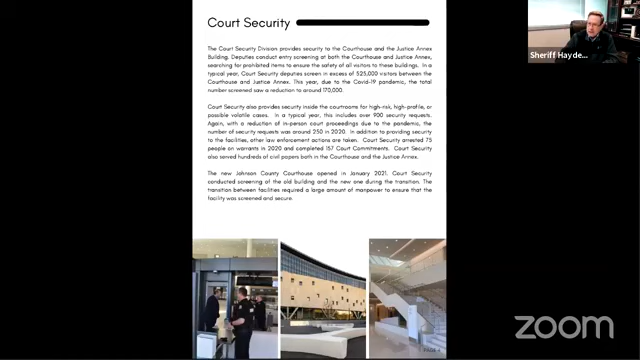 Court Security
The Court Security Division provides security to the Courthouse and the Justice Annex
Building. Deputies conduct entry screening at both the Courthouse and Justice Annex,
searching for prohibited items to ensure the safety of all visitors to these buildings. In a
typical year, Court Security deputies screen in excess of 525,000 visitors between the
Courthouse and Justice Annex. This year, due to the Covid-19 pandemic, the total
number screened saw a reduction to around 170,000.
Court Security also provides security inside the courtrooms for high-risk, high-profile, or
possible volatile cases. In a typical year, this includes over 900 security requests.
Again, with a reduction of in-person court proceedings due to the pandemic, the
number of security requests was around 250 in 2020. In addition to providing security
to the facilities, other law enforcement actions are taken. Court Security arrested 75
people on warrants in 2020 and completed 157 Court Commitments. Court Security
also served hundreds of civil papers both in the Courthouse and the Justice Annex.
The new Johnson County Courthouse opened in January 2021. Court Security
conducted screening of the old building and the new one during the transition. The
transition between facilities required a large amount of manpower to ensure that the
facility was screened and secure.
Sheriff Hayde...
PAGE 4
zoom